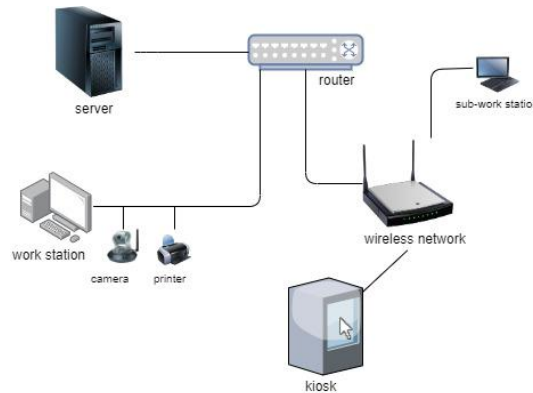 server
router
sub-work statio
work station
camera
printer
wireless network
kiosk